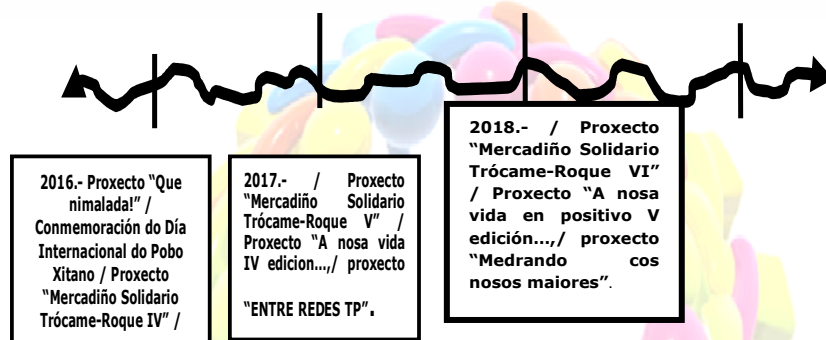 2016.- Proxecto “Que
nimalada!” /
Conmemoración do Día
Internacional do Pobo
Xitano / Proxecto
“Mercadiño Solidario
Trócame-Roque IV” /
2017.- / Proxecto
“Mercadiño Solidario
Trócame-Roque V” /
Proxecto “A nosa vida
IV edicion...,/ proxecto
“ENTRE REDES TP”.
2018.- / Proxecto
“Mercadiño Solidario
Trócame-Roque VI”
/ Proxecto “A nosa
vida en positivo V
edición...,/ proxecto
“Medrando cos
nosos maiores”.